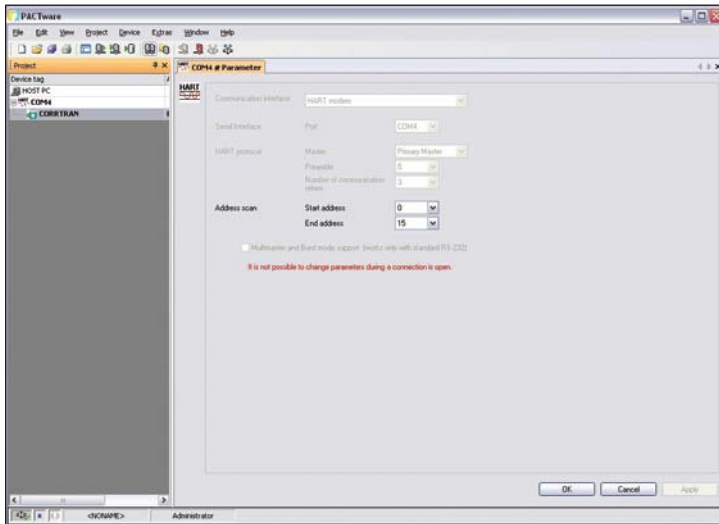 PACTware
File Edit View Project Device Extras Window Help
Project
COM4 # Parameter
Device tag
HOST PC
COM4
CORRTRAN
HART
Communication interface HART modem
Serial Interface Port COM4
HART protocol Master Primary Master
Preamble 5
Number of communication retries 3
Address scan Start address 0
End address 15
Multimaster and Burst mode support (works only with standard RS-232)
It is not possible to change parameters during a connection is open.
OK Cancel Apply
<NONAME> Administrator